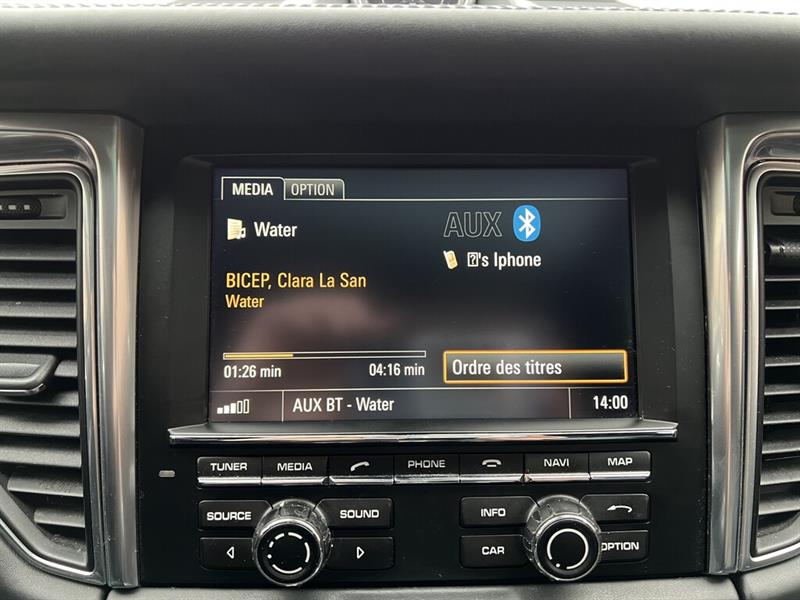 MEDIA OPTION
Water AUX
's Iphone
BICEP, Clara La San
Water
01:26 min 04:16 min Ordre des titres
AUX BT - Water 14:00
TUNER MEDIA PHONE NAVI MAP
SOURCE SOUND INFO
CAR OPTION